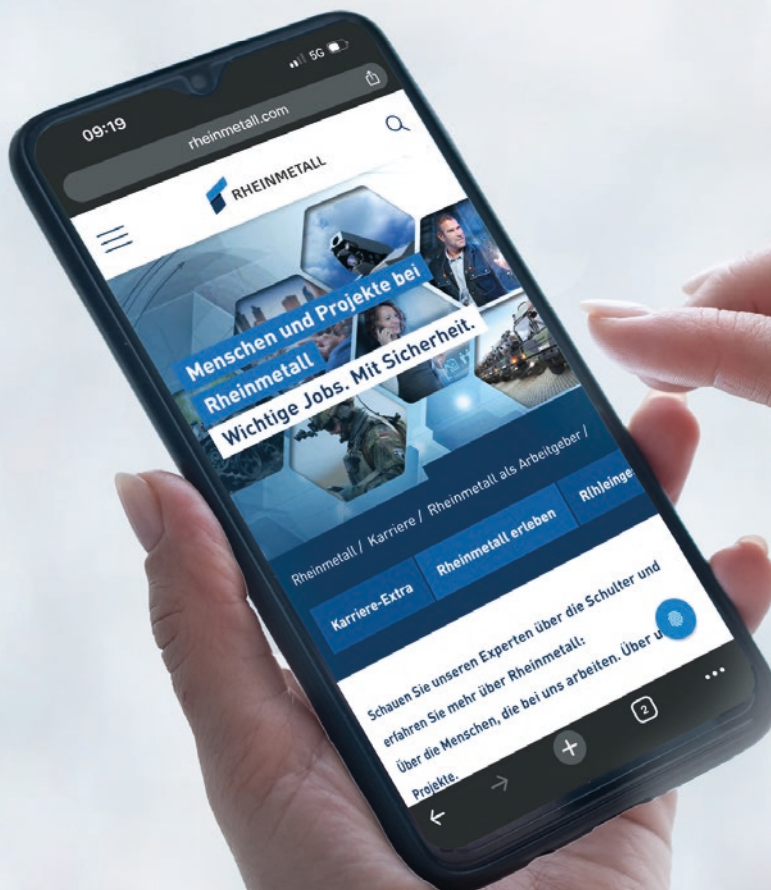 09:19
5G
rheinmetall.com
RHEINMETALL
Menschen und Projekte bei
Rheinmetall
Wichtige Jobs. Mit Sicherheit.
Rheinmetall / Karriere / Rheinmetall als Arbeitgeber /
Karriere-Extra
Rheinmetall erleben
R(h)einge
Schauen Sie unseren Experten über die Schulter und
erfahren Sie mehr über Rheinmetall:
Über die Menschen, die bei uns arbeiten. Über u
Projekte.
2